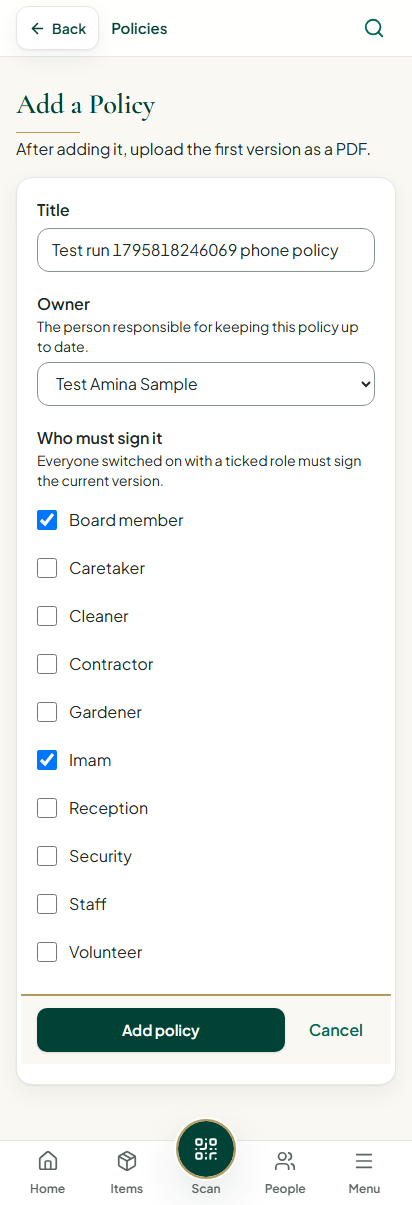 Back
Policies
Add a Policy
After adding it, upload the first version as a PDF.
Title
Test run 1795818246069 phone policy
Owner
The person responsible for keeping this policy up
to date.
Test Amina Sample
Who must sign it
Everyone switched on with a ticked role must sign
the current version.
Board member
Caretaker
Cleaner
Contractor
Gardener
Imam
Reception
Security
Staff
Volunteer
Add policy
Cancel
Home
Items
Scan
People
Menu